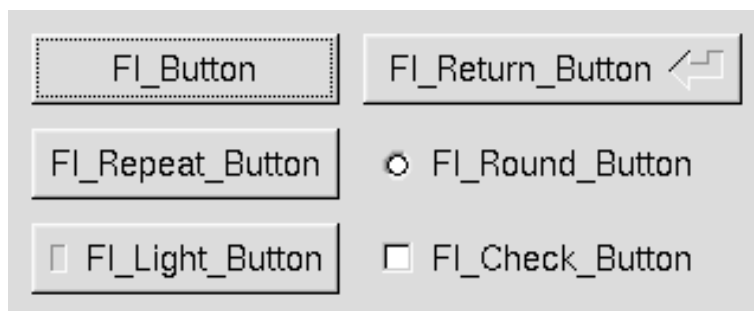 Fl_Button
Fl_Return_Button
Fl_Repeat_Button
Fl_Round_Button
Fl_Light_Button
Fl_Check_Button